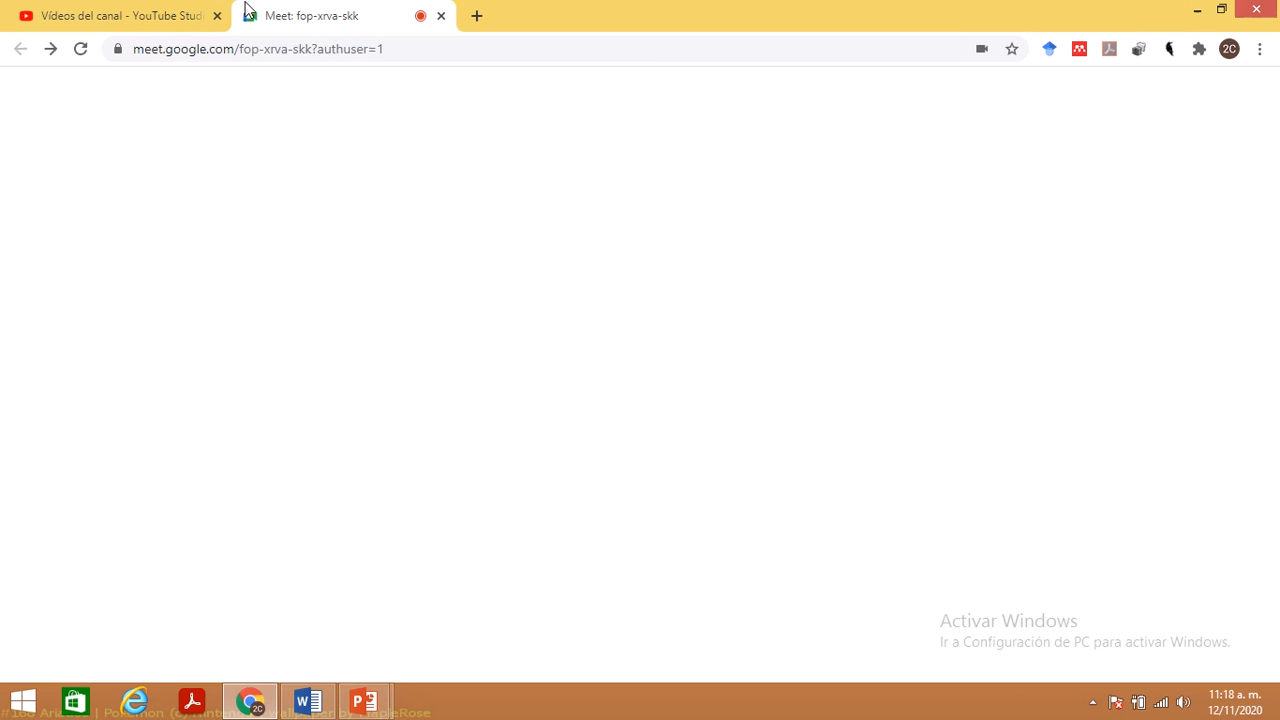 Vídeos del canal - YouTube Stud
Meet: fop-xrva-skk
meet.google.com/fop-xrva-skk?authuser=1
2C
Activar Windows
Ir a Configuración de PC para activar Windows.
2C
11:18 a. m.
12/11/2020